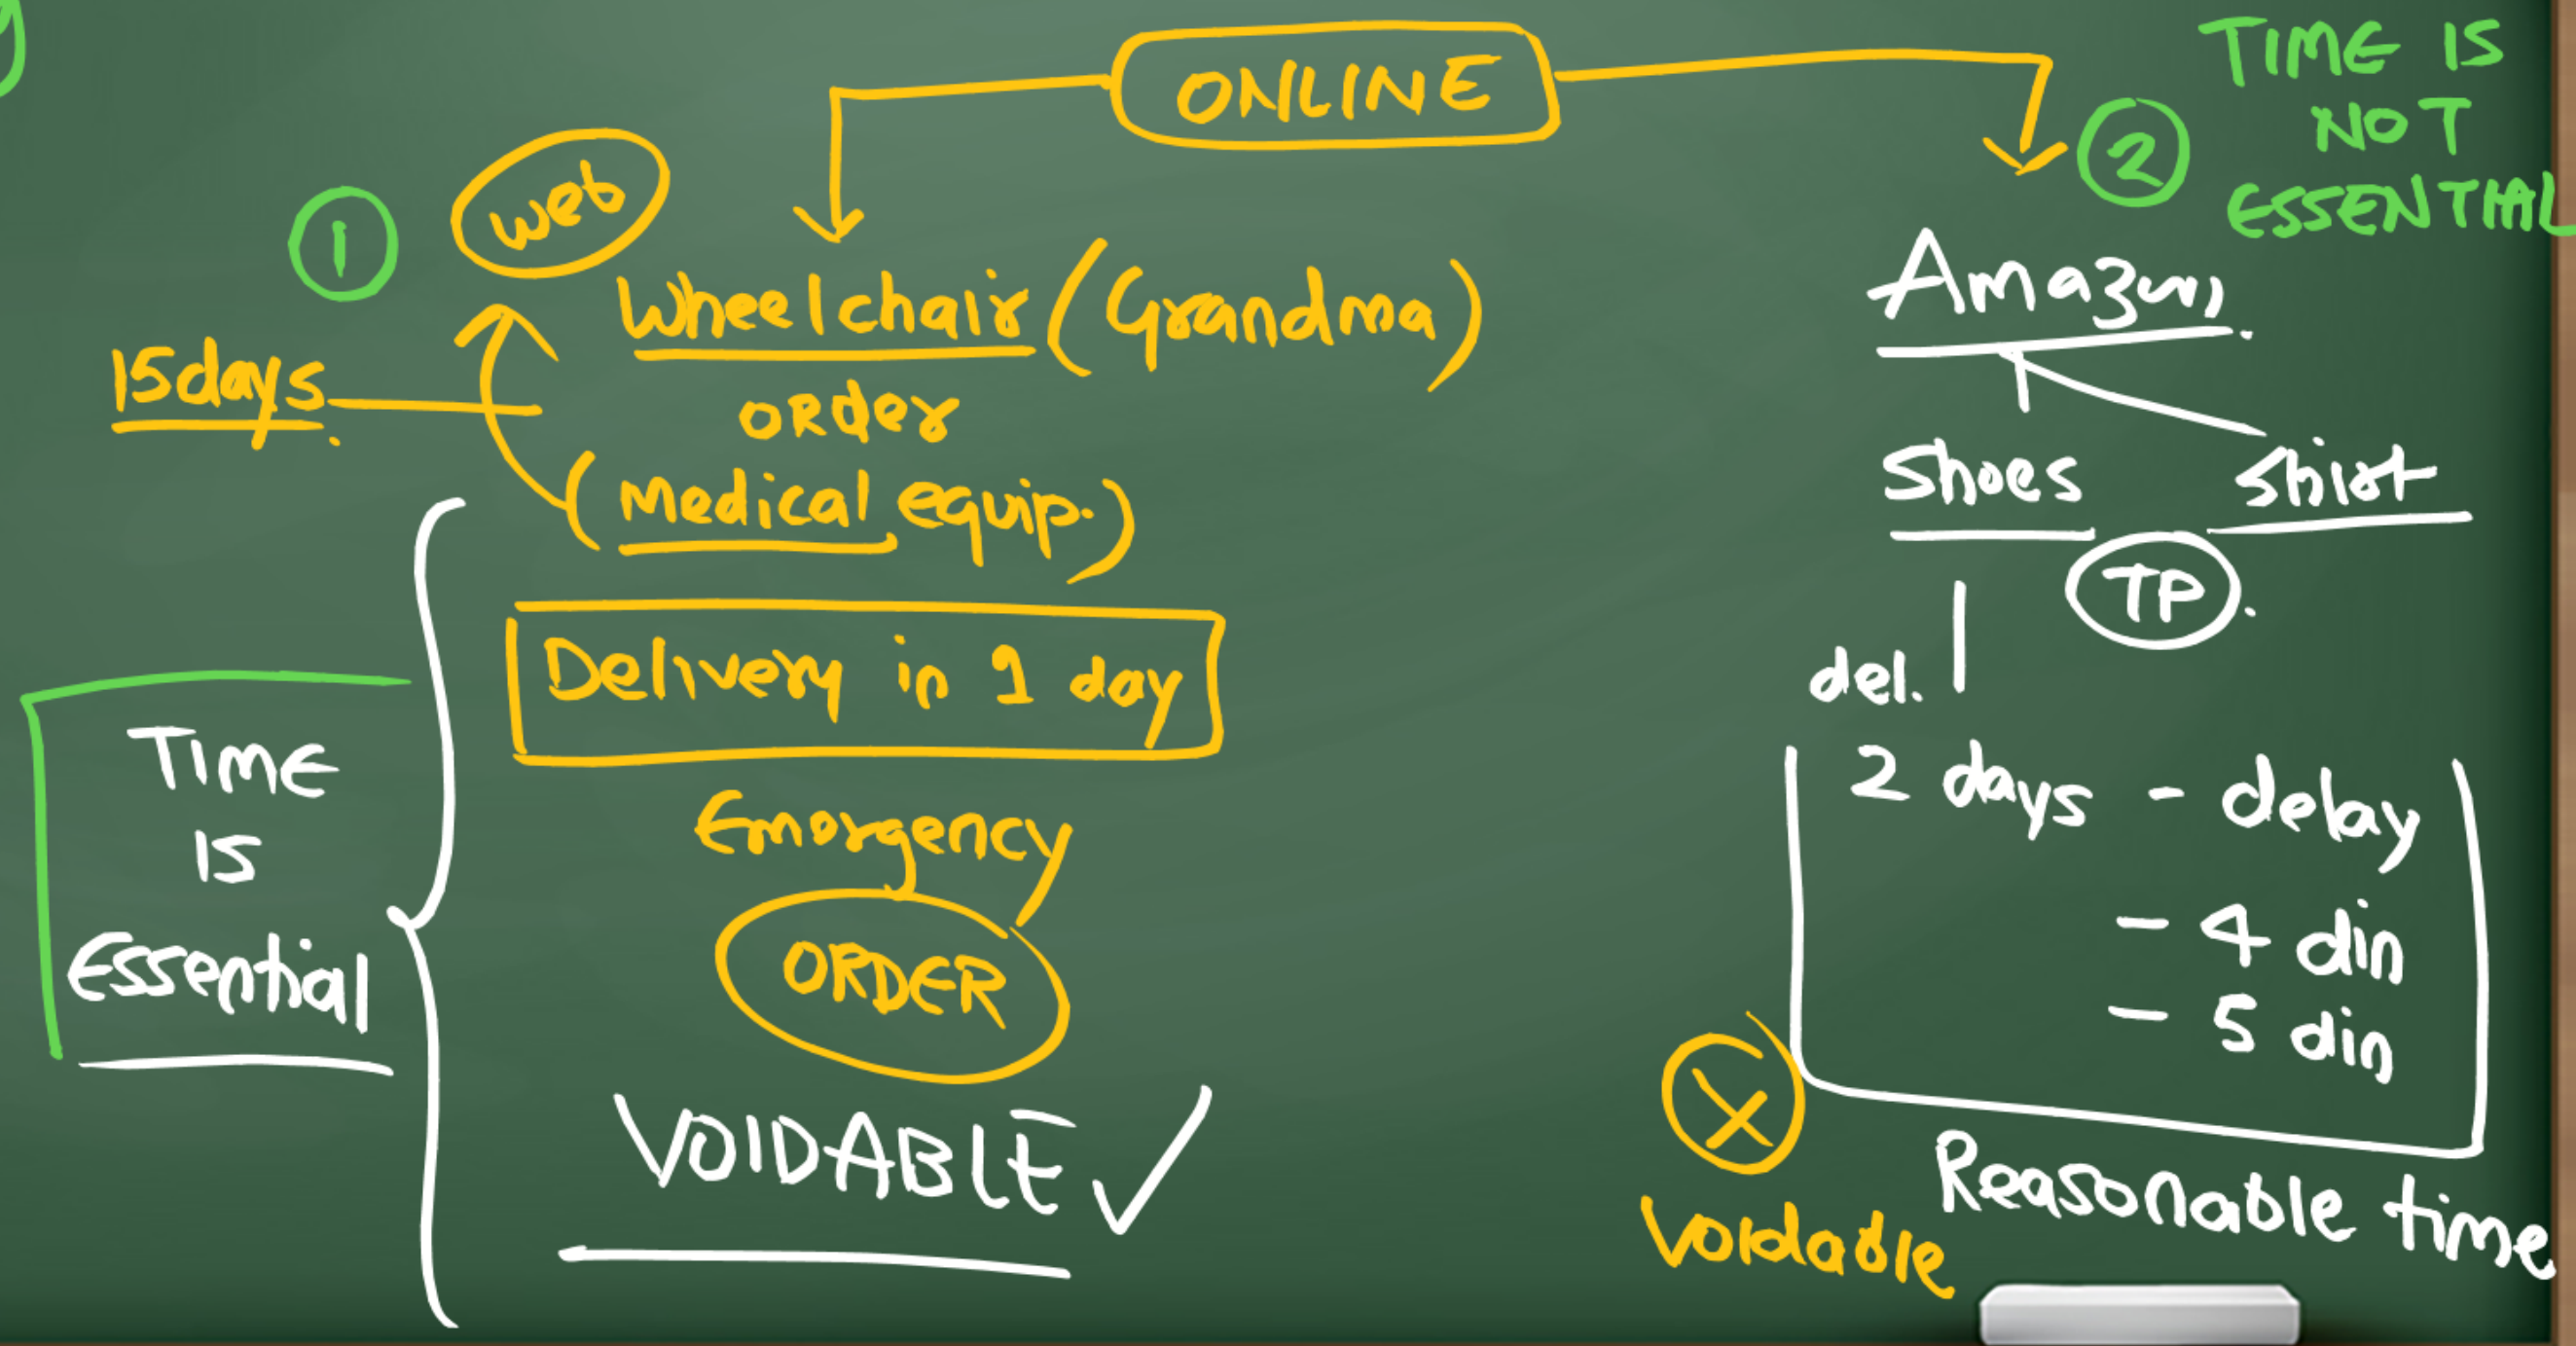 ONLINE
①
web
Wheelchair (Grandma)
ORder
15days.
(Medical equip.)
Delivery in 1 day
Emergency
ORDER
VOIDABLE ✓
TIME
IS
Essential
②
TIME IS
NOT
ESSENTIAL
Amazon.
Shoes
shirt
TP.
del.
2 days - delay
- 4 din
- 5 din
Reasonable time
X
Voidable